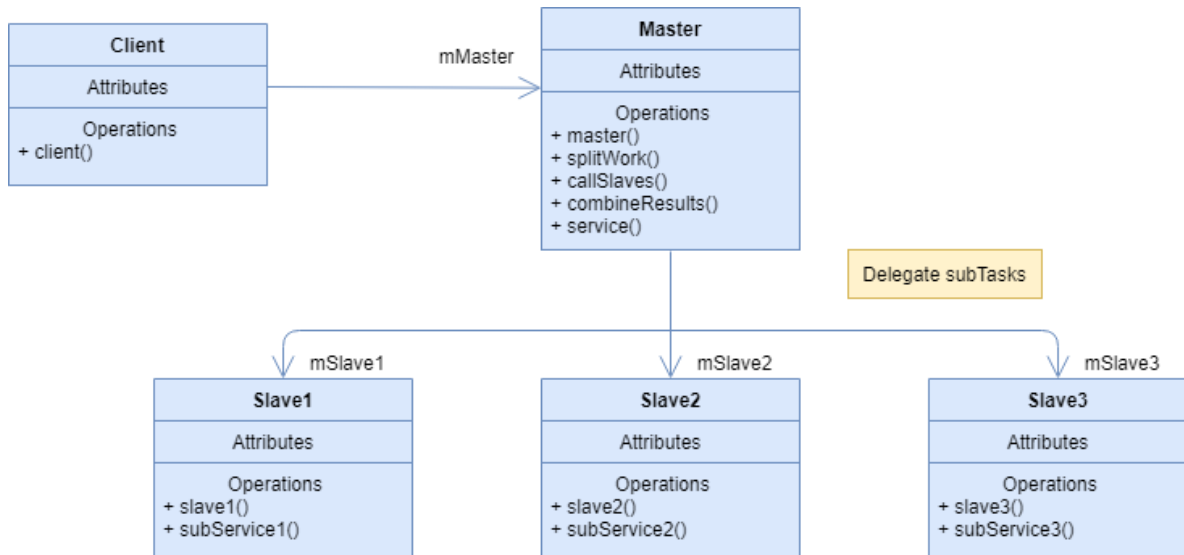 Client
Attributes
Operations
+ client()
mMaster
Master
Attributes
Operations
+ master()
+ splitWork()
+ callSlaves()
+ combineResults()
+ service()
Delegate subTasks
mSlave1
mSlave2
mSlave3
Slave1
Attributes
Operations
+ slave1()
+ subService1()
Slave2
Attributes
Operations
+ slave2()
+ subService2()
Slave3
Attributes
Operations
+ slave3()
+ subService3()